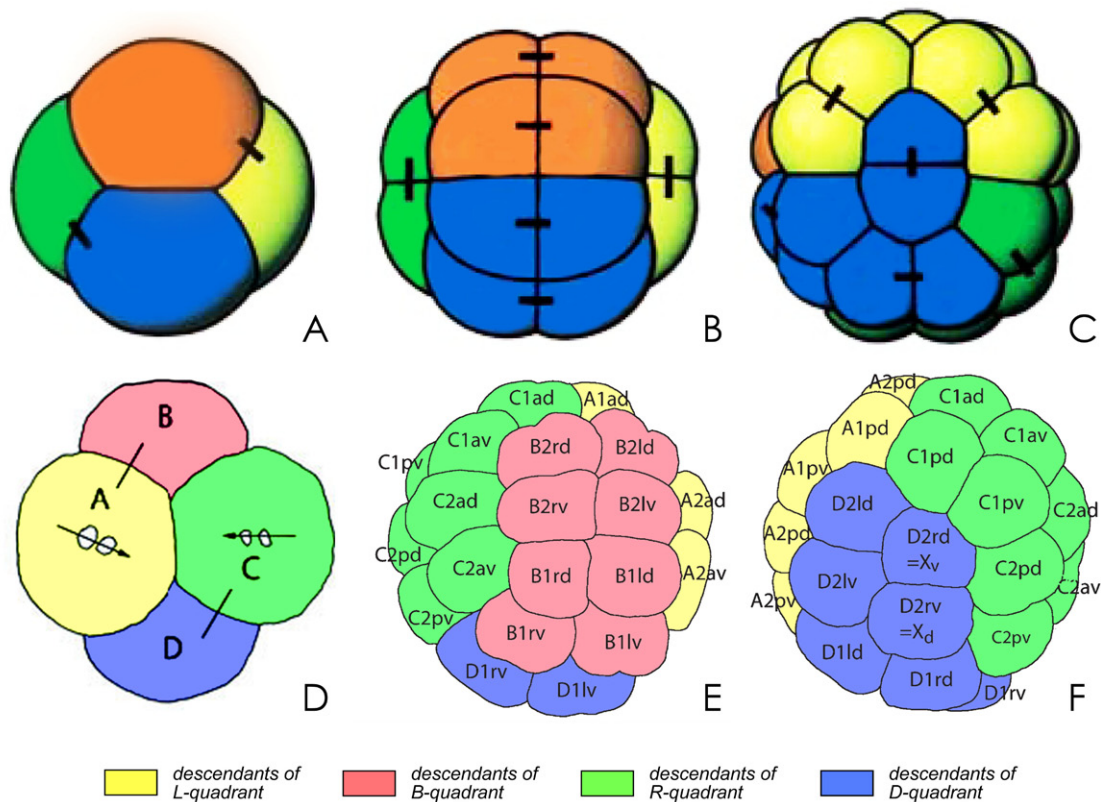 A
B
C
B
A
C
D
D
C1ad
A1ad
C1av
B2rd
B2ld
C1pv
C2ad
B2rv
B2lv
A2ad
C2pd
C2av
B1rd
B1ld
A2av
C2pv
B1rv
B1lv
D1rv
D1lv
E
A2pd
C1ad
A1pd
C1av
C1pd
A1pv
C1pv
C2ad
D2ld
D2rd
=Xv
A2pd
C2pd
C2av
D2lv
D2rv
=Xd
A2pv
C2pv
D1ld
D1rd
D1rv
F
descendants of
L-quadrant
descendants of
B-quadrant
descendants of
R-quadrant
descendants of
D-quadrant